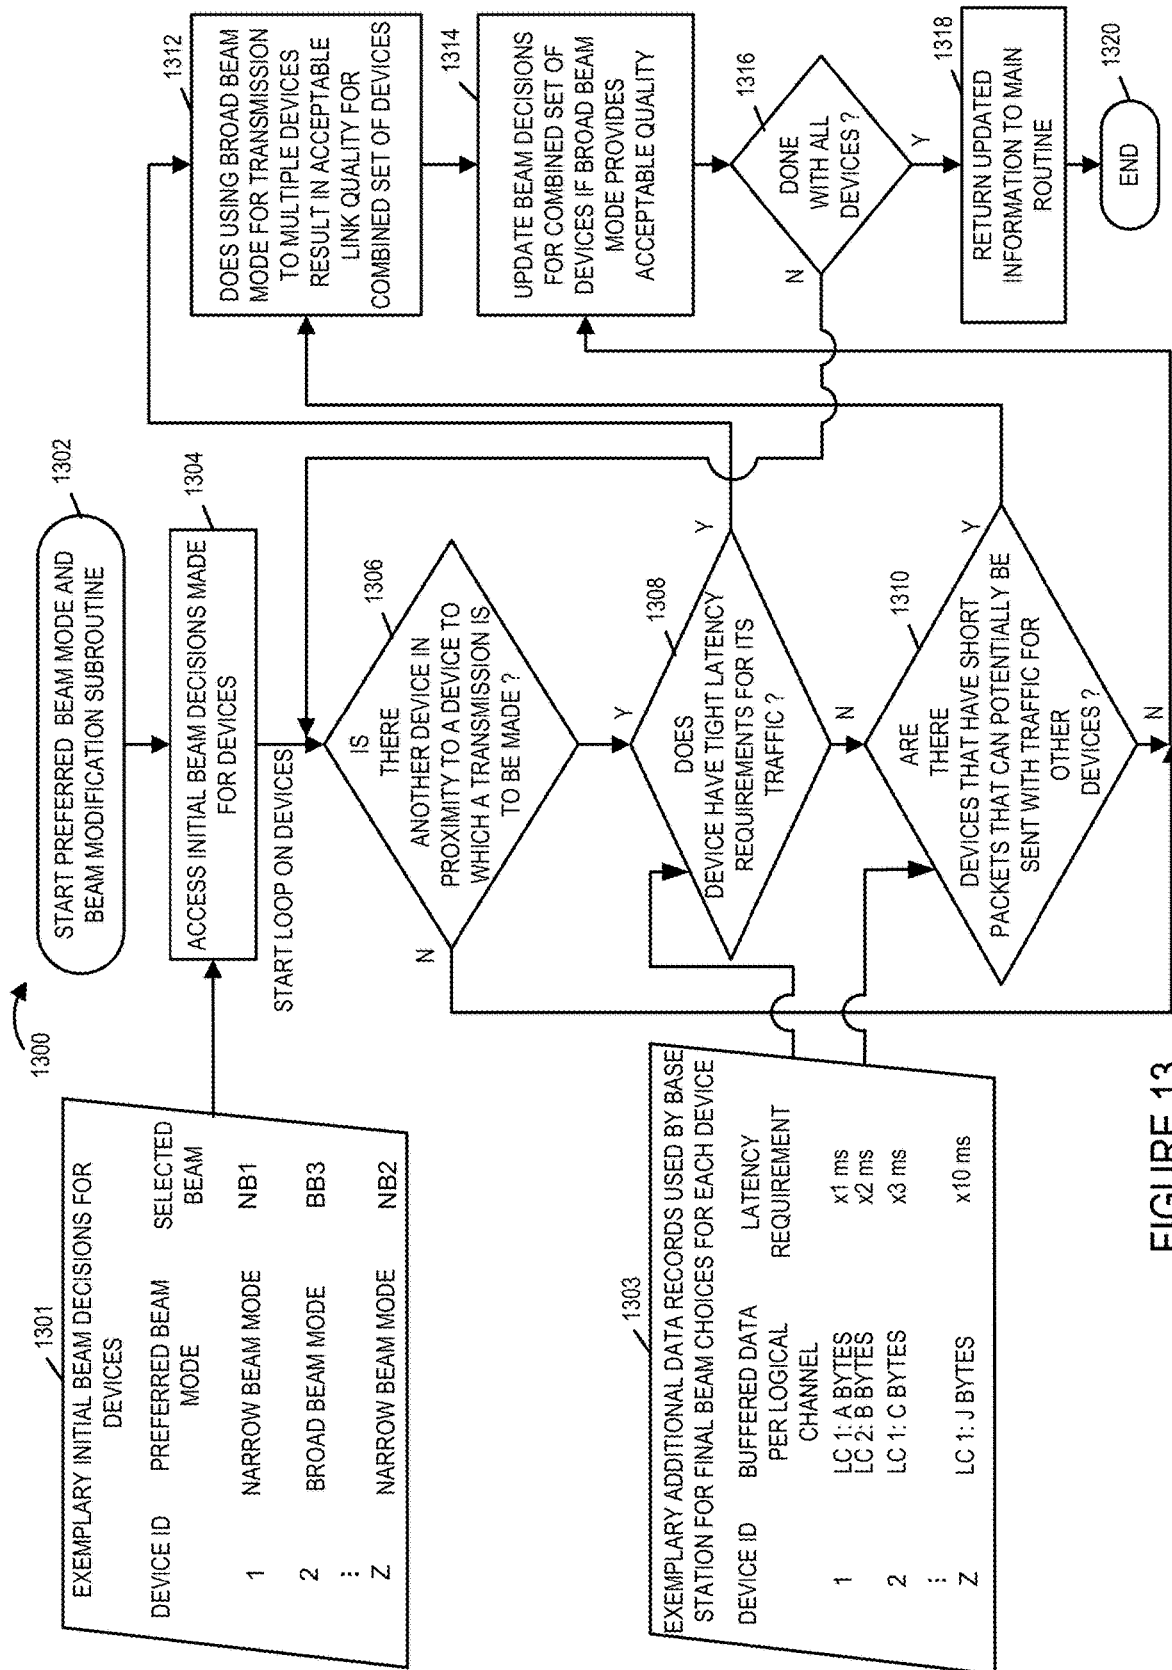 1300
START PREFERRED BEAM MODE AND
BEAM MODIFICATION SUBROUTINE
1302
1301
EXEMPLARY INITIAL BEAM DECISIONS FOR
DEVICES
DEVICE ID PREFERRED BEAM MODE SELECTED BEAM
1 NARROW BEAM MODE NB1
2 BROAD BEAM MODE BB3
⋮
Z NARROW BEAM MODE NB2
ACCESS INITIAL BEAM DECISIONS MADE
FOR DEVICES
1304
START LOOP ON DEVICES
IS
THERE
ANOTHER DEVICE IN
PROXIMITY TO A DEVICE TO
WHICH A TRANSMISSION IS
TO BE MADE ?
1306
N
Y
1303
EXEMPLARY ADDITIONAL DATA RECORDS USED BY BASE
STATION FOR FINAL BEAM CHOICES FOR EACH DEVICE
DEVICE ID BUFFERED DATA PER LOGICAL CHANNEL LATENCY REQUIREMENT
1 LC 1: A BYTES x1 ms
LC 2: B BYTES x2 ms
2 LC 1: C BYTES x3 ms
⋮
Z LC 1: J BYTES x10 ms
DOES
DEVICE HAVE TIGHT LATENCY
REQUIREMENTS FOR ITS
TRAFFIC ?
1308
Y
N
ARE
THERE
DEVICES THAT HAVE SHORT
PACKETS THAT CAN POTENTIALLY BE
SENT WITH TRAFFIC FOR
OTHER
DEVICES ?
1310
Y
N
DOES USING BROAD BEAM
MODE FOR TRANSMISSION
TO MULTIPLE DEVICES
RESULT IN ACCEPTABLE
LINK QUALITY FOR
COMBINED SET OF DEVICES
1312
UPDATE BEAM DECISIONS
FOR COMBINED SET OF
DEVICES IF BROAD BEAM
MODE PROVIDES
ACCEPTABLE QUALITY
1314
DONE
WITH ALL
DEVICES ?
1316
N
Y
RETURN UPDATED
INFORMATION TO MAIN
ROUTINE
1318
END
1320
FIGURE 13